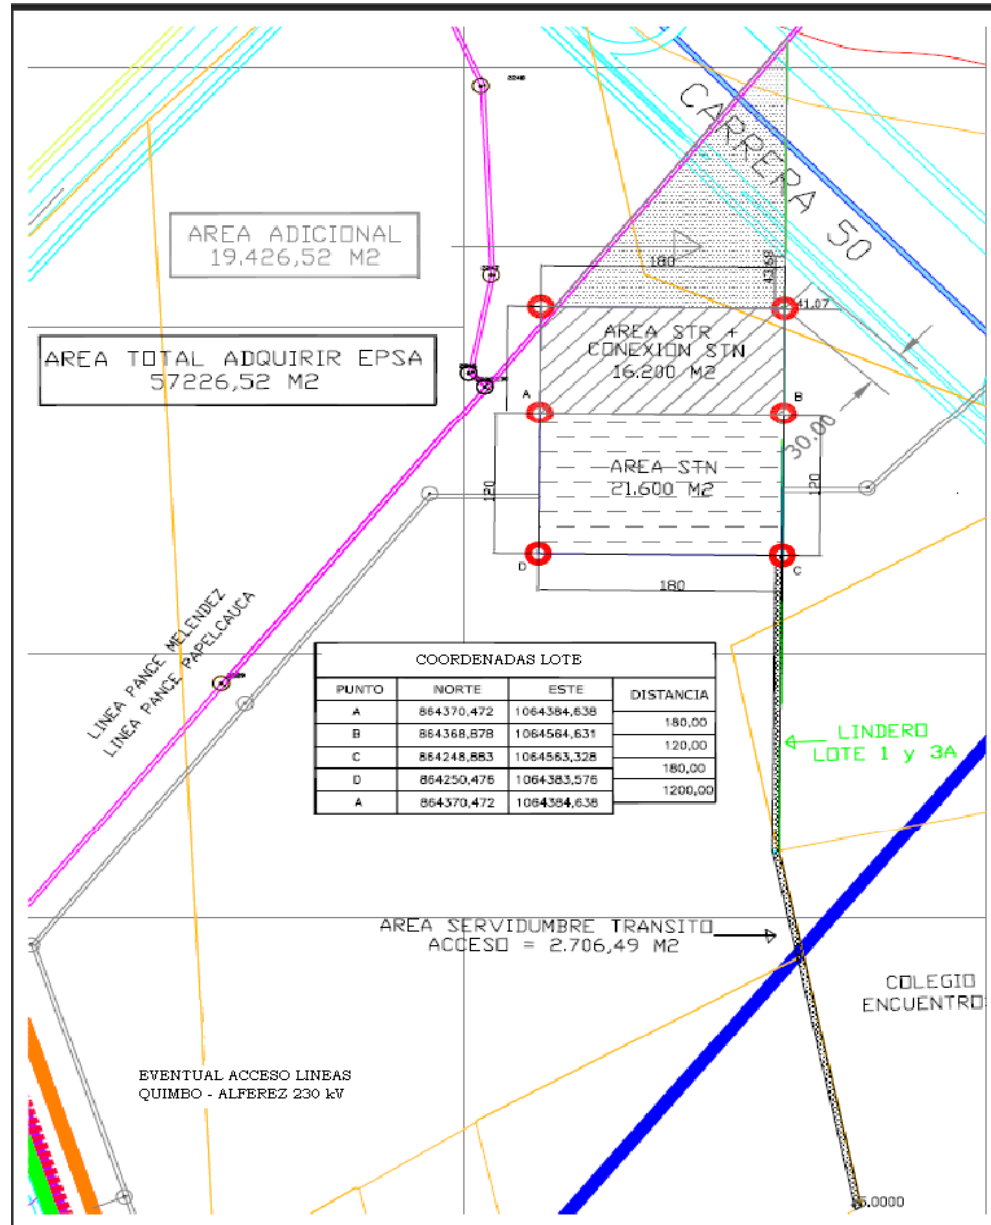 2248
CARRERA 50
AREA ADICIONAL
19.426,52 M2
180
43.68
41.07
AREA STR +
CONEXION STN
16.200 M2
AREA TOTAL ADQUIRIR EPSA
57226,52 M2
A
B
30.00
AREA STN
21.600 M2
120
120
D
C
180
LINEA PANCE MELENDEZ
LINEA PANCE PAPELCAUCA
COORDENADAS LOTE
PUNTO NORTE ESTE DISTANCIA
A 864370,472 1064384,638
180,00
B 864368,878 1064564,631
120,00
C 864248,883 1064563,328
180,00
D 864250,476 1064383,576
1200,00
A 864370,472 1064384,638
LINDERO
LOTE 1 y 3A
AREA SERVIDUMBRE TRANSITO
ACCESO = 2.706,49 M2
COLEGIO
ENCUENTROS
EVENTUAL ACCESO LINEAS
QUIMBO - ALFEREZ 230 kV